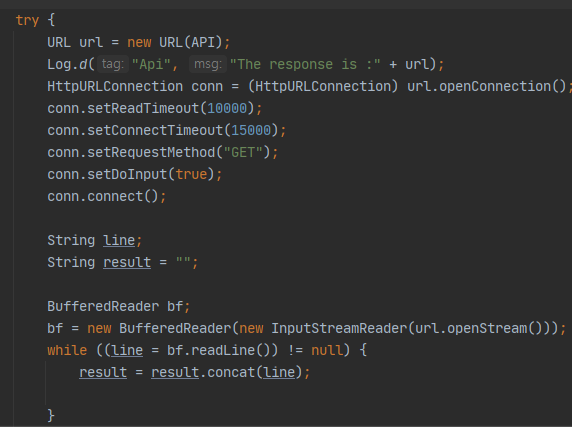 try {
    URL url = new URL(API);
    Log.d( tag: "Api", msg: "The response is :" + url);
    HttpURLConnection conn = (HttpURLConnection) url.openConnection();
    conn.setReadTimeout(10000);
    conn.setConnectTimeout(15000);
    conn.setRequestMethod("GET");
    conn.setDoInput(true);
    conn.connect();

    String line;
    String result = "";

    BufferedReader bf;
    bf = new BufferedReader(new InputStreamReader(url.openStream()));
    while ((line = bf.readLine()) != null) {
        result = result.concat(line);

    }